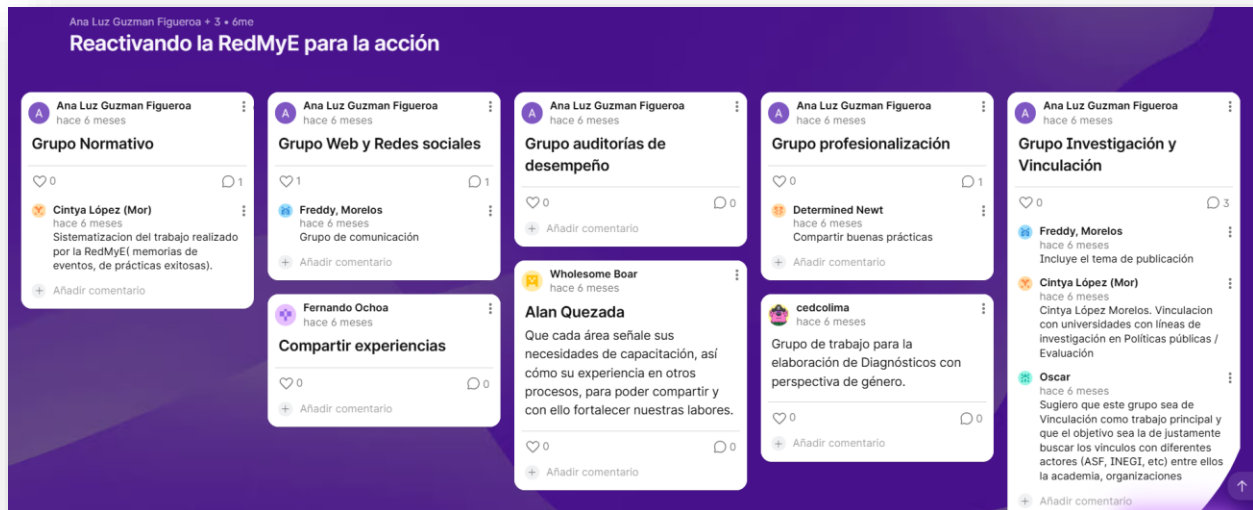 Ana Luz Guzman Figueroa + 3 • 6me
Reactivando la RedMyE para la acción
A
Ana Luz Guzman Figueroa
hace 6 meses
Grupo Normativo
0
1
Cintya López (Mor)
hace 6 meses
Sistematizacion del trabajo realizado
por la RedMyE( memorias de
eventos, de prácticas exitosas).
Añadir comentario
A
Ana Luz Guzman Figueroa
hace 6 meses
Grupo Web y Redes sociales
1
1
Freddy, Morelos
hace 6 meses
Grupo de comunicación
Añadir comentario
Fernando Ochoa
hace 6 meses
Compartir experiencias
0
0
Añadir comentario
A
Ana Luz Guzman Figueroa
hace 6 meses
Grupo auditorías de
desempeño
0
0
Añadir comentario
Wholesome Boar
hace 6 meses
Alan Quezada
Que cada área señale sus
necesidades de capacitación, así
cómo su experiencia en otros
procesos, para poder compartir y
con ello fortalecer nuestras labores.
0
0
Añadir comentario
A
Ana Luz Guzman Figueroa
hace 6 meses
Grupo profesionalización
0
1
Determined Newt
hace 6 meses
Compartir buenas prácticas
Añadir comentario
cedcolima
hace 6 meses
Grupo de trabajo para la
elaboración de Diagnósticos con
perspectiva de género.
0
0
Añadir comentario
A
Ana Luz Guzman Figueroa
hace 6 meses
Grupo Investigación y
Vinculación
0
3
Freddy, Morelos
hace 6 meses
Incluye el tema de publicación
Cintya López (Mor)
hace 6 meses
Cintya López Morelos. Vinculacion
con universidades con líneas de
investigación en Políticas públicas /
Evaluación
Oscar
hace 6 meses
Sugiero que este grupo sea de
Vinculación como trabajo principal y
que el objetivo sea la de justamente
buscar los vinculos con diferentes
actores (ASF, INEGI, etc) entre ellos
la academia, organizaciones
Añadir comentario